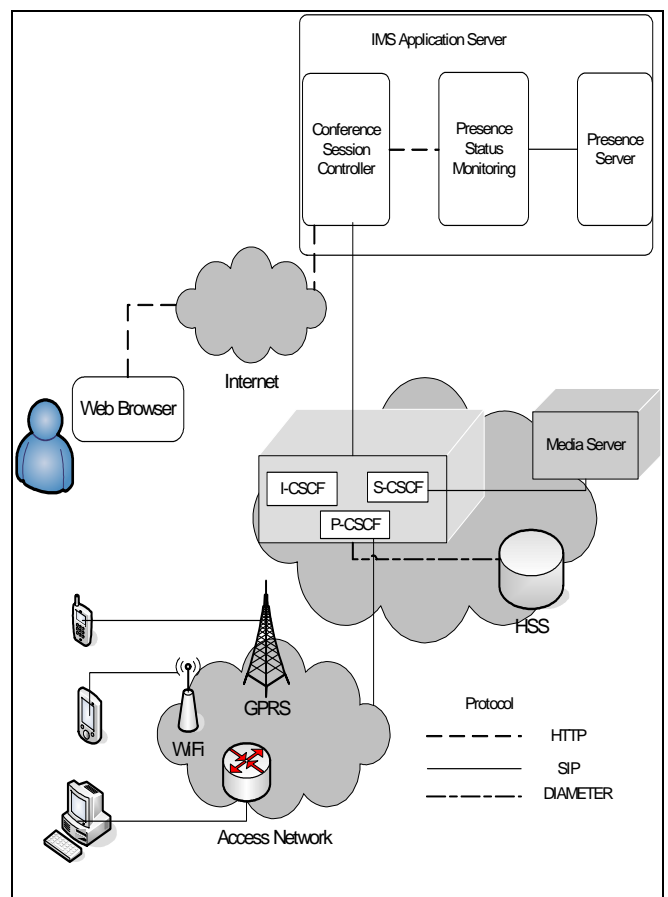 IMS Application Server
Conference
Session
Controller
Presence
Status
Monitoring
Presence
Server
Internet
Web Browser
Media Server
I-CSCF
S-CSCF
P-CSCF
HSS
GPRS
WiFi
Access Network
Protocol
HTTP
SIP
DIAMETER